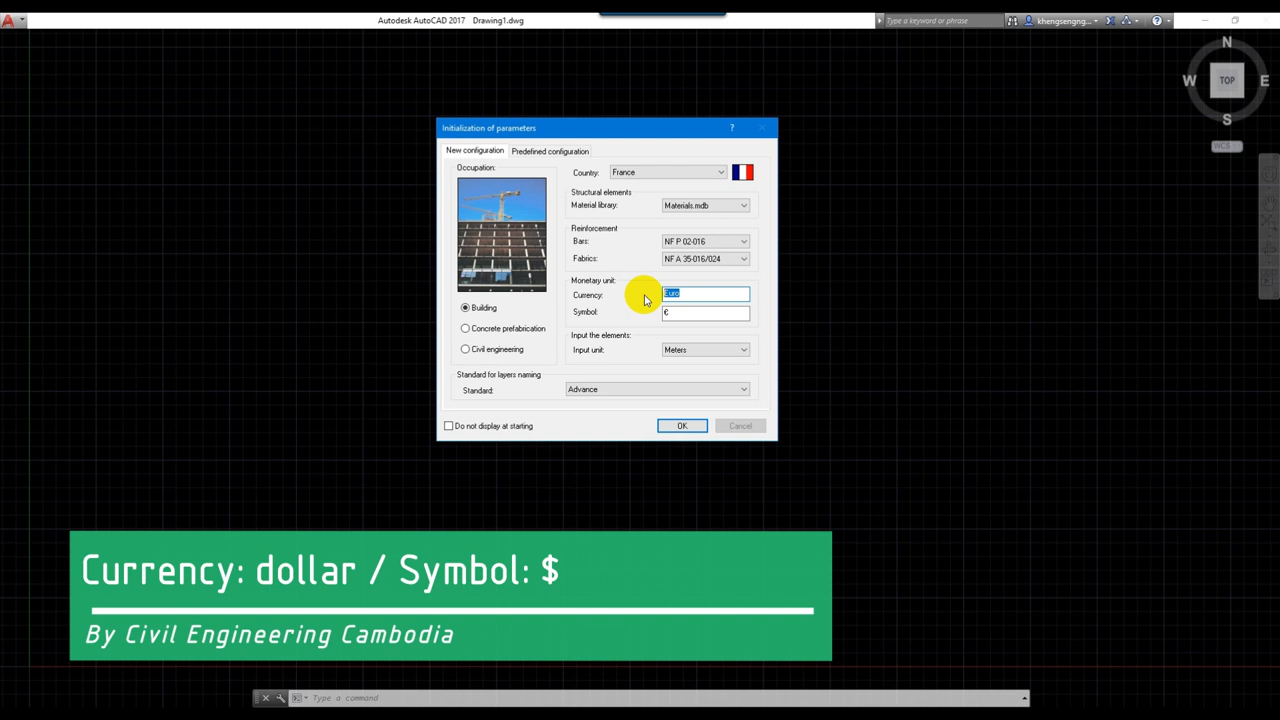 Autodesk AutoCAD 2017 Drawing1.dwg
Type a keyword or phrase
khengsengng...
N
W TOP E
S
WCS
Initialization of parameters
New configuration Predefined configuration
Occupation:
Building
Concrete prefabrication
Civil engineering
Country: France
Structural elements
Material library: Materials.mdb
Reinforcement
Bars: NF P 02-016
Fabrics: NF A 35-016/024
Monetary unit:
Currency: Euro
Symbol: €
Input the elements:
Input unit: Meters
Standard for layers naming
Standard: Advance
Do not display at starting
OK Cancel
Currency: dollar / Symbol: $
By Civil Engineering Cambodia
Type a command